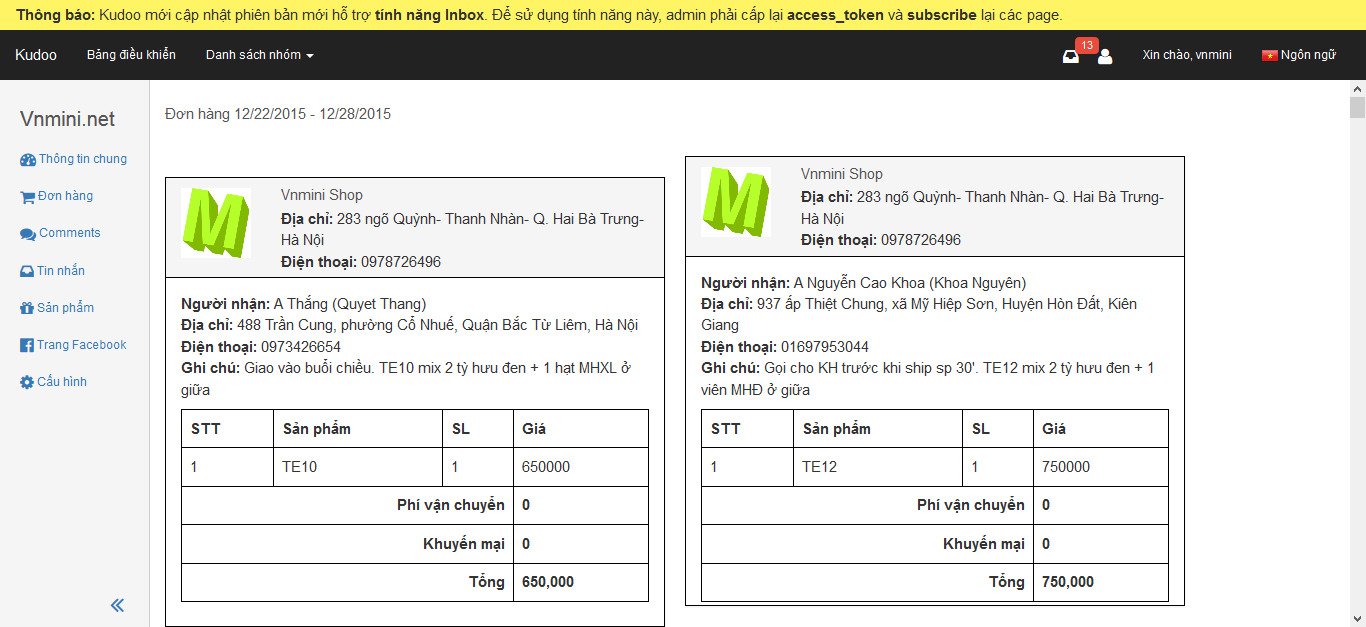 Thông báo: Kudoo mới cập nhật phiên bản mới hỗ trợ tính năng Inbox. Để sử dụng tính năng này, admin phải cấp lại access_token và subscribe lại các page.
Kudoo Bảng điều khiển Danh sách nhóm 13 Xin chào, vnmini Ngôn ngữ
Vnmini.net
Thông tin chung
Đơn hàng
Comments
Tin nhắn
Sản phẩm
Trang Facebook
Cấu hình
Đơn hàng 12/22/2015 - 12/28/2015
M
Vnmini Shop
Địa chỉ: 283 ngõ Quỳnh- Thanh Nhàn- Q. Hai Bà Trưng-
Hà Nội
Điện thoại: 0978726496
Người nhận: A Thắng (Quyet Thang)
Địa chỉ: 488 Trần Cung, phường Cổ Nhuế, Quận Bắc Từ Liêm, Hà Nội
Điện thoại: 0973426654
Ghi chú: Giao vào buổi chiều. TE10 mix 2 tỳ hưu đen + 1 hạt MHXL ở
giữa
STT Sản phẩm SL Giá
1 TE10 1 650000
Phí vận chuyển 0
Khuyến mại 0
Tổng 650,000
M
Vnmini Shop
Địa chỉ: 283 ngõ Quỳnh- Thanh Nhàn- Q. Hai Bà Trưng-
Hà Nội
Điện thoại: 0978726496
Người nhận: A Nguyễn Cao Khoa (Khoa Nguyên)
Địa chỉ: 937 ấp Thiệt Chung, xã Mỹ Hiệp Sơn, Huyện Hòn Đất, Kiên
Giang
Điện thoại: 01697953044
Ghi chú: Gọi cho KH trước khi ship sp 30'. TE12 mix 2 tỳ hưu đen + 1
viên MHĐ ở giữa
STT Sản phẩm SL Giá
1 TE12 1 750000
Phí vận chuyển 0
Khuyến mại 0
Tổng 750,000